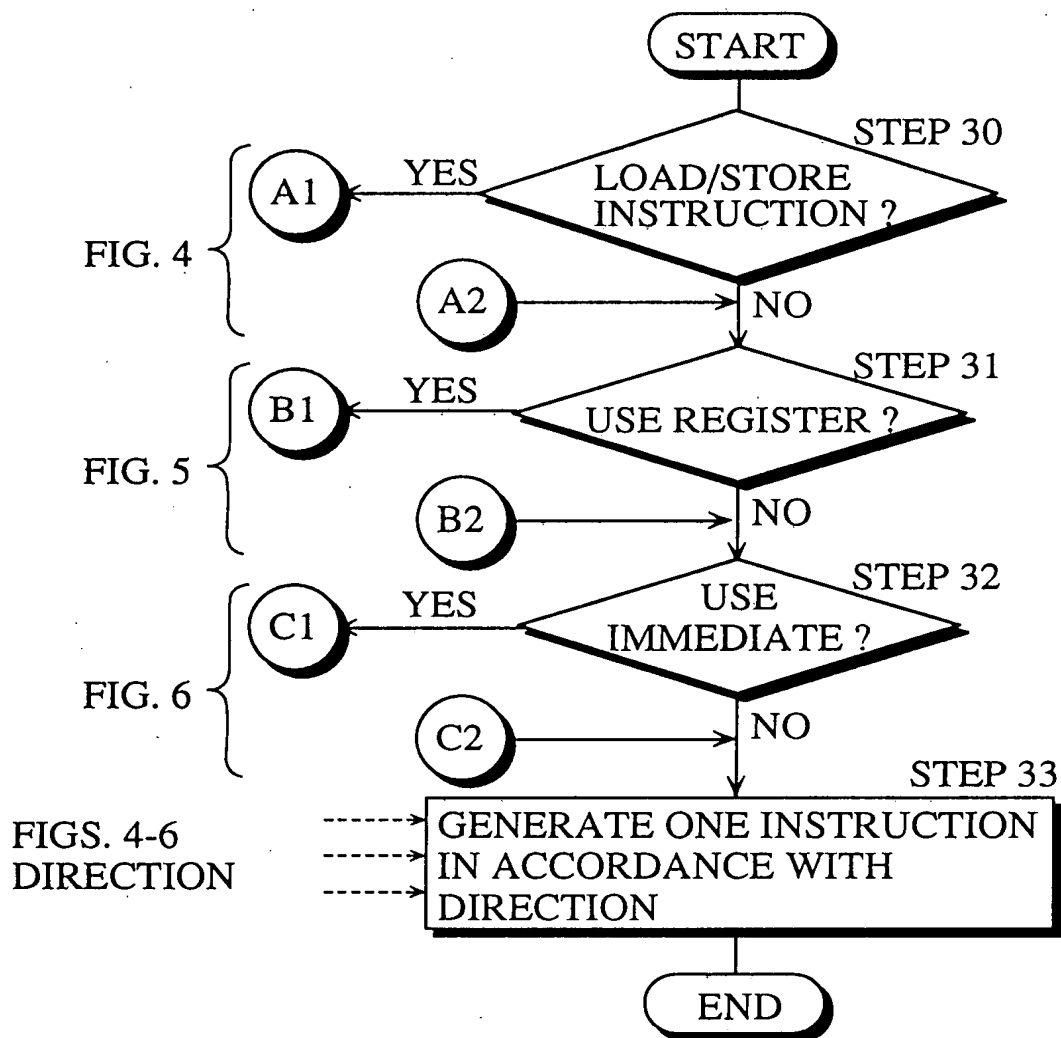 START
STEP 30
YES
A1
LOAD/STORE
INSTRUCTION ?
FIG. 4
A2
NO
STEP 31
YES
B1
USE REGISTER ?
FIG. 5
B2
NO
STEP 32
YES
USE
C1
IMMEDIATE ?
FIG. 6
C2
NO
STEP 33
FIGS. 4-6
DIRECTION
GENERATE ONE INSTRUCTION
IN ACCORDANCE WITH
DIRECTION
END